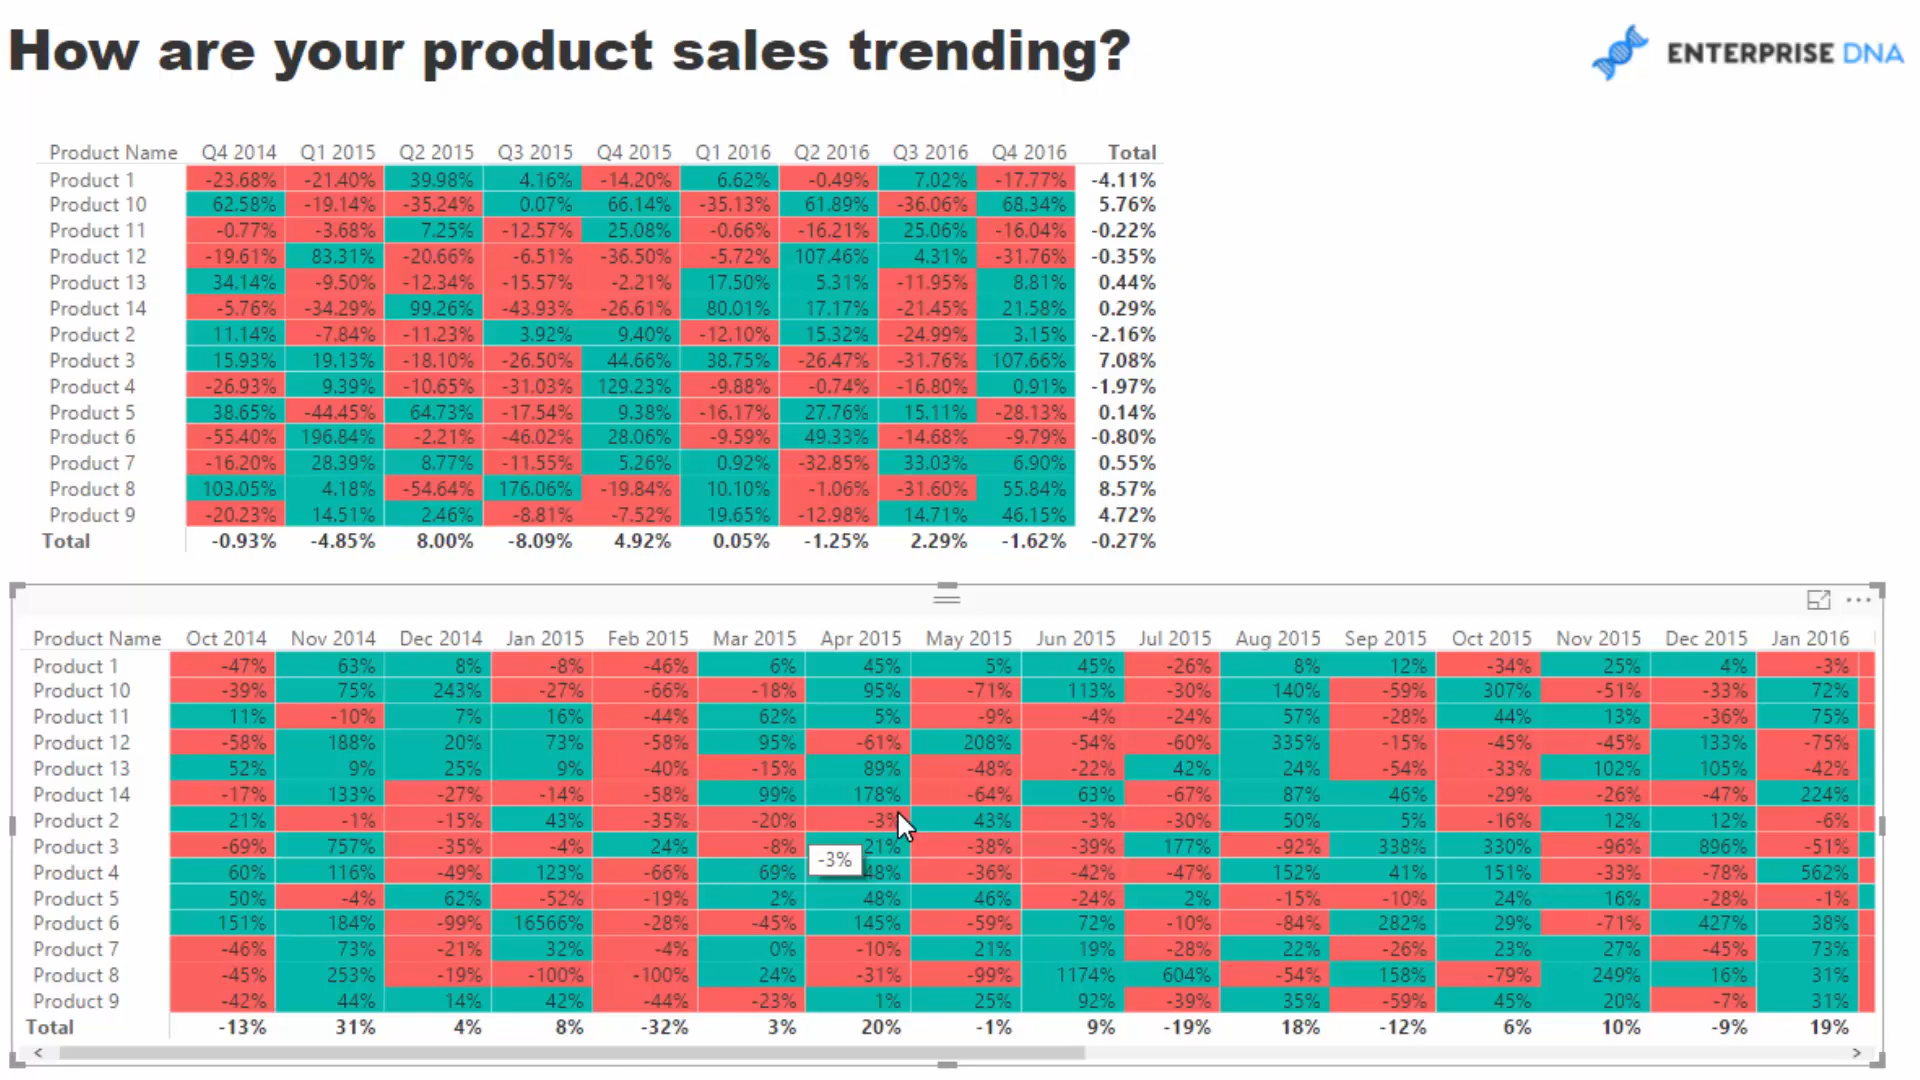 How are your product sales trending?
ENTERPRISE DNA
Product Name Q4 2014 Q1 2015 Q2 2015 Q3 2015 Q4 2015 Q1 2016 Q2 2016 Q3 2016 Q4 2016 Total
Product 1 -23.68% -21.40% 39.98% 4.16% -14.20% 6.62% -0.49% 7.02% -17.77% -4.11%
Product 10 62.58% -19.14% -35.24% 0.07% 66.14% -35.13% 61.89% -36.06% 68.34% 5.76%
Product 11 -0.77% -3.68% 7.25% -12.57% 25.08% -0.66% -16.21% 25.06% -16.04% -0.22%
Product 12 -19.61% 83.31% -20.66% -6.51% -36.50% -5.72% 107.46% 4.31% -31.76% -0.35%
Product 13 34.14% -9.50% -12.34% -15.57% -2.21% 17.50% 5.31% -11.95% 8.81% 0.44%
Product 14 -5.76% -34.29% 99.26% -43.93% -26.61% 80.01% 17.17% -21.45% 21.58% 0.29%
Product 2 11.14% -7.84% -11.23% 3.92% 9.40% -12.10% 15.32% -24.99% 3.15% -2.16%
Product 3 15.93% 19.13% -18.10% -26.50% 44.66% 38.75% -26.47% -31.76% 107.66% 7.08%
Product 4 -26.93% 9.39% -10.65% -31.03% 129.23% -9.88% -0.74% -16.80% 0.91% -1.97%
Product 5 38.65% -44.45% 64.73% -17.54% 9.38% -16.17% 27.76% 15.11% -28.13% 0.14%
Product 6 -55.40% 196.84% -2.21% -46.02% 28.06% -9.59% 49.33% -14.68% -9.79% -0.80%
Product 7 -16.20% 28.39% 8.77% -11.55% 5.26% 0.92% -32.85% 33.03% 6.90% 0.55%
Product 8 103.05% 4.18% -54.64% 176.06% -19.84% 10.10% -1.06% -31.60% 55.84% 8.57%
Product 9 -20.23% 14.51% 2.46% -8.81% -7.52% 19.65% -12.98% 14.71% 46.15% 4.72%
Total -0.93% -4.85% 8.00% -8.09% 4.92% 0.05% -1.25% 2.29% -1.62% -0.27%
Product Name Oct 2014 Nov 2014 Dec 2014 Jan 2015 Feb 2015 Mar 2015 Apr 2015 May 2015 Jun 2015 Jul 2015 Aug 2015 Sep 2015 Oct 2015 Nov 2015 Dec 2015 Jan 2016
Product 1 -47% 63% 8% -8% -46% 6% 45% 5% 45% -26% 8% 12% -34% 25% 4% -3%
Product 10 -39% 75% 243% -27% -66% -18% 95% -71% 113% -30% 140% -59% 307% -51% -33% 72%
Product 11 11% -10% 7% 16% -44% 62% 5% -9% -4% -24% 57% -28% 44% 13% -36% 75%
Product 12 -58% 188% 20% 73% -58% 95% -61% 208% -54% -60% 335% -15% -45% -45% 133% -75%
Product 13 52% 9% 25% 9% -40% -15% 89% -48% -22% 42% 24% -54% -33% 102% 105% -42%
Product 14 -17% 133% -27% -14% -58% 99% 178% -64% 63% -67% 87% 46% -29% -26% -47% 224%
Product 2 21% -1% -15% 43% -35% -20% -3% 43% -3% -30% 50% 5% -16% 12% 12% -6%
Product 3 -69% 757% -35% -4% 24% -8% 21% -38% -39% 177% -92% 338% 330% -96% 896% -51%
-3%
Product 4 60% 116% -49% 123% -66% 69% 48% -36% -42% -47% 152% 41% 151% -33% -78% 562%
Product 5 50% -4% 62% -52% -19% 2% 48% 46% -24% 2% -15% -10% 24% 16% -28% -1%
Product 6 151% 184% -99% 16566% -28% -45% 145% -59% 72% -10% -84% 282% 29% -71% 427% 38%
Product 7 -46% 73% -21% 32% -4% 0% -10% 21% 19% -28% 22% -26% 23% 27% -45% 73%
Product 8 -45% 253% -19% -100% -100% 24% -31% -99% 1174% 604% -54% 158% -79% 249% 16% 31%
Product 9 -42% 44% 14% 42% -44% -23% 1% 25% 92% -39% 35% -59% 45% 20% -7% 31%
Total -13% 31% 4% 8% -32% 3% 20% -1% 9% -19% 18% -12% 6% 10% -9% 19%